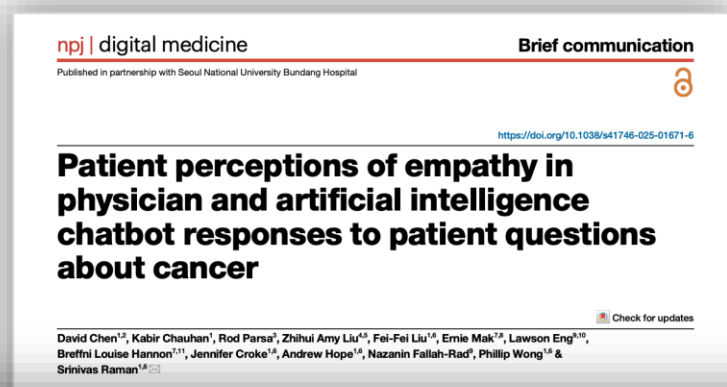 npj | digital medicine
Brief communication
Published in partnership with Seoul National University Bundang Hospital
https://doi.org/10.1038/s41746-025-01671-6
Patient perceptions of empathy in
physician and artificial intelligence
chatbot responses to patient questions
about cancer
Check for updates
David Chen1,2, Kabir Chauhan1, Rod Parsa3, Zhihui Amy Liu4,5, Fei-Fei Liu1,6, Ernie Mak7,8, Lawson Eng9,10,
Breffni Louise Hannon7,11, Jennifer Croke1,6, Andrew Hope1,6, Nazanin Fallah-Rad9, Phillip Wong1,6 &
Srinivas Raman1,6